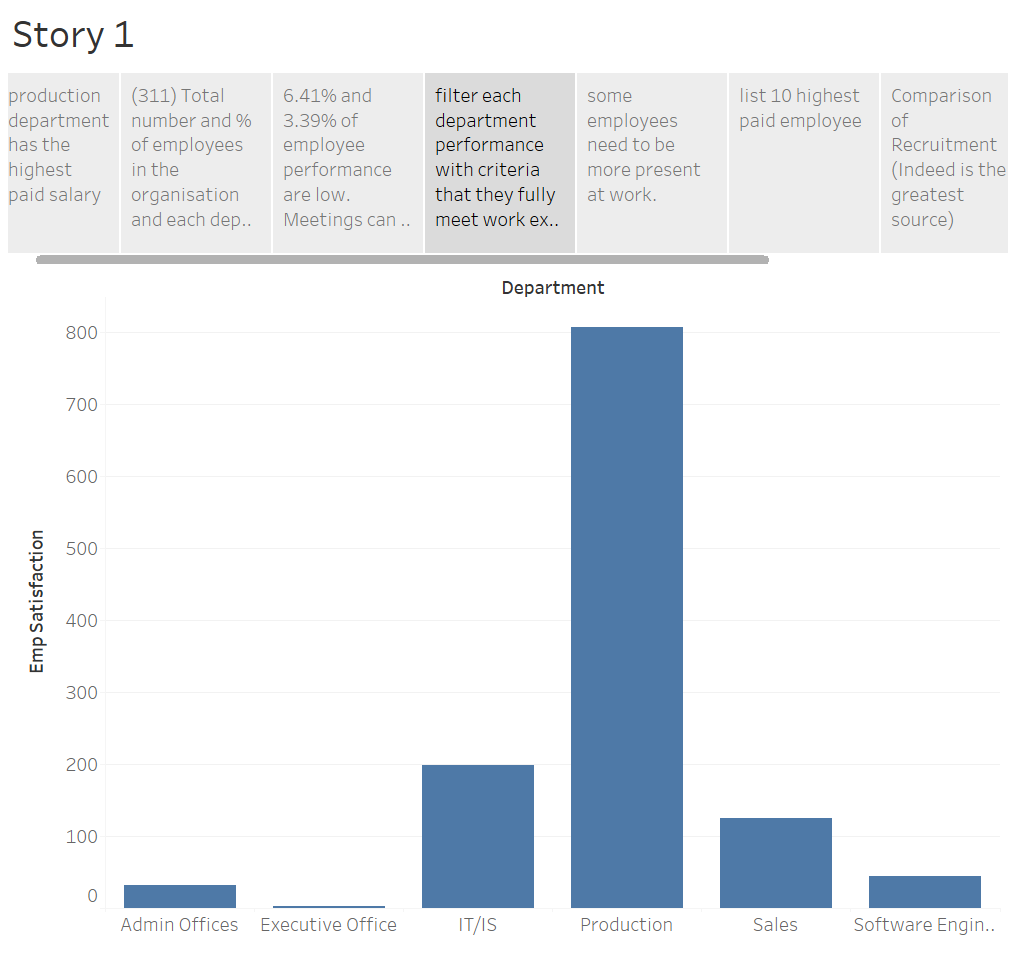 Story 1
production
department
has the
highest
paid salary
(311) Total
number and %
of employees
in the
organisation
and each dep..
6.41% and
3.39% of
employee
performance
are low.
Meetings can ..
filter each
department
performance
with criteria
that they fully
meet work ex..
some
employees
need to be
more present
at work.
list 10 highest
paid employee
Comparison
of
Recruitment
(Indeed is the
greatest
source)
Department
Emp Satisfaction
800
700
600
500
400
300
200
100
0
Admin Offices
Executive Office
IT/IS
Production
Sales
Software Engin..